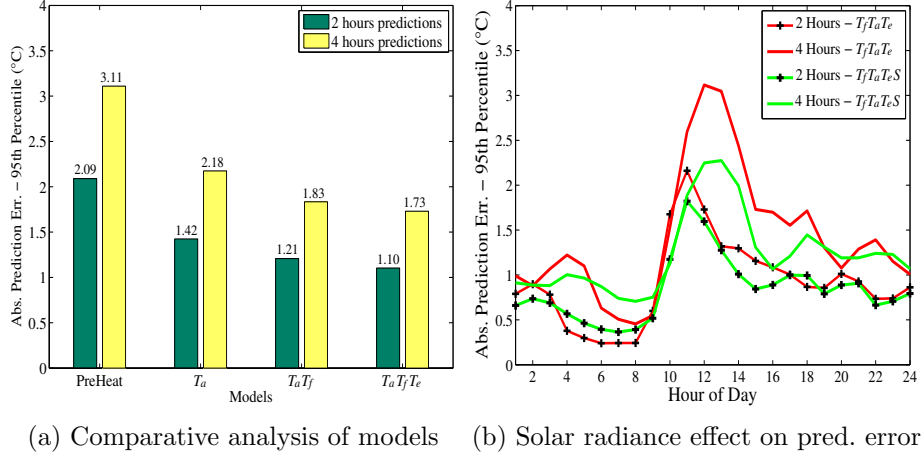 Abs. Prediction Err. − 95th Percentile (°C)
4
3.5
3
2.5
2
1.5
1
0.5
0
2 hours predictions
4 hours predictions
2.09
3.11
1.42
2.18
1.21
1.83
1.10
1.73
PreHeat
Ta
TaTf
TaTfTe
Models
(a) Comparative analysis of models
Abs. Prediction Err. − 95th Percentile (°C)
4
3.5
3
2.5
2
1.5
1
0.5
0
2 Hours − TfTaTe
4 Hours − TfTaTe
2 Hours − TfTaTeS
4 Hours − TfTaTeS
2 4 6 8 10 12 14 16 18 20 22 24
Hour of Day
(b) Solar radiance effect on pred. error